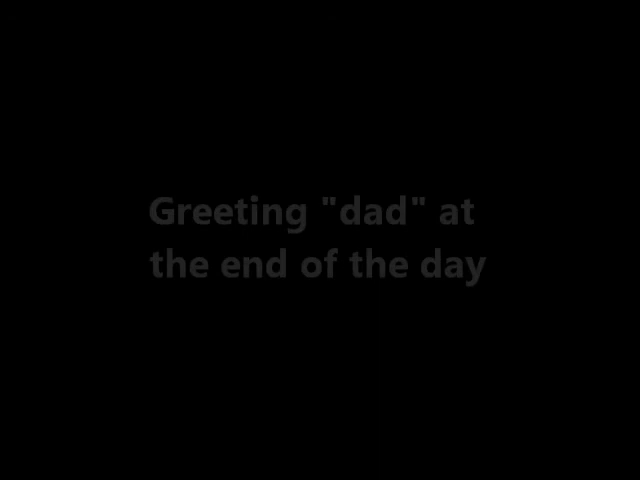 Greeting "dad" at
the end of the day